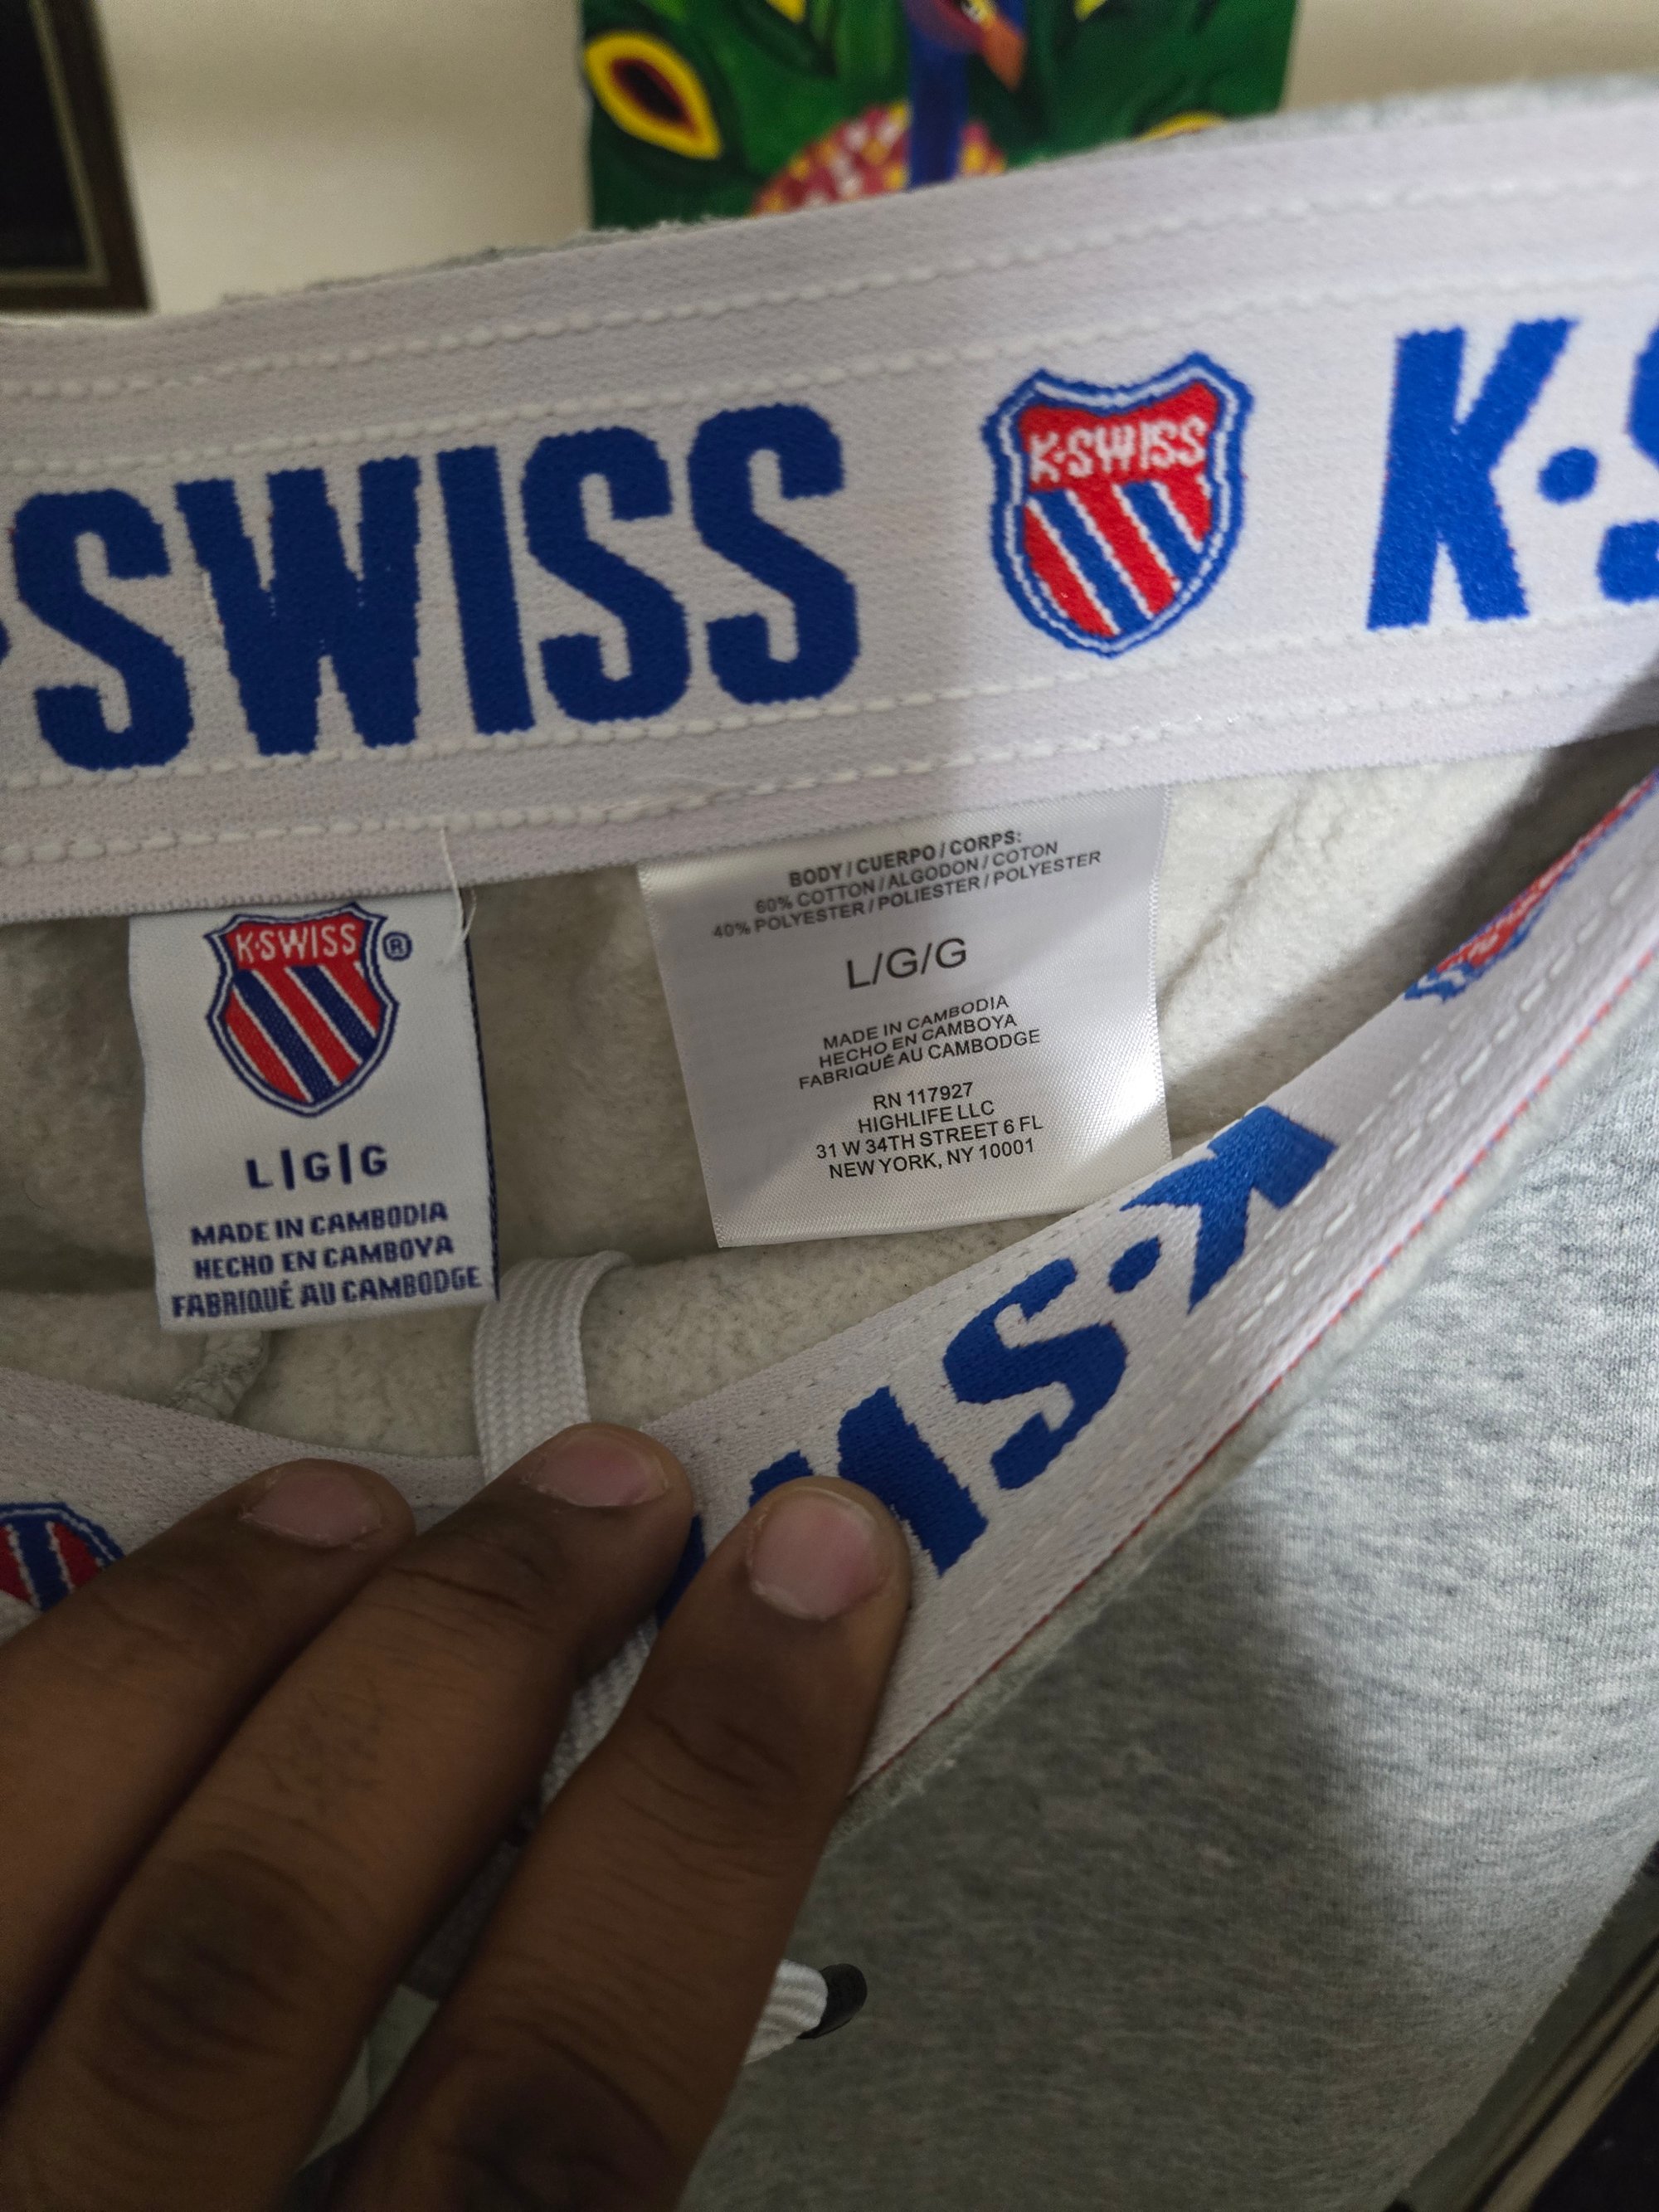 SWISS
K·SWISS
K·S
K·SWISS®
L|G|G
MADE IN CAMBODIA
HECHO EN CAMBOYA
FABRIQUÉ AU CAMBODGE
BODY / CUERPO / CORPS:
60% COTTON / ALGODON / COTON
40% POLYESTER / POLIESTER / POLYESTER
L/G/G
MADE IN CAMBODIA
HECHO EN CAMBOYA
FABRIQUÉ AU CAMBODGE
RN 117927
HIGHLIFE LLC
31 W 34TH STREET 6 FL
NEW YORK, NY 10001
K·SW